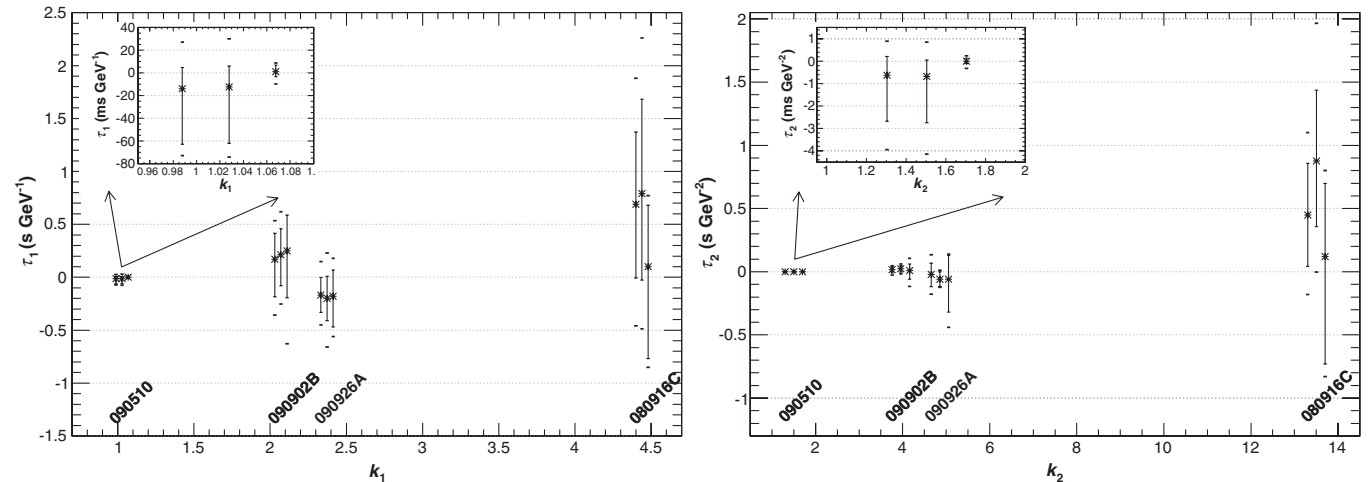 2.5
2
1.5
1
0.5
0
-0.5
-1
-1.5
τ1 (s GeV-1)
40
20
0
-20
-40
-60
-80
τ1 (ms GeV-1)
0.96 0.98 1 1.02 1.04 1.06 1.08 1.
k1
090510
090902B
090926A
080916C
1 1.5 2 2.5 3 3.5 4 4.5
k1
2
1.5
1
0.5
0
-0.5
-1
τ2 (s GeV-2)
1
0
-1
-2
-3
-4
τ2 (ms GeV-2)
1 1.2 1.4 1.6 1.8 2
k2
090510
090902B
090926A
080916C
2 4 6 8 10 12 14
k2